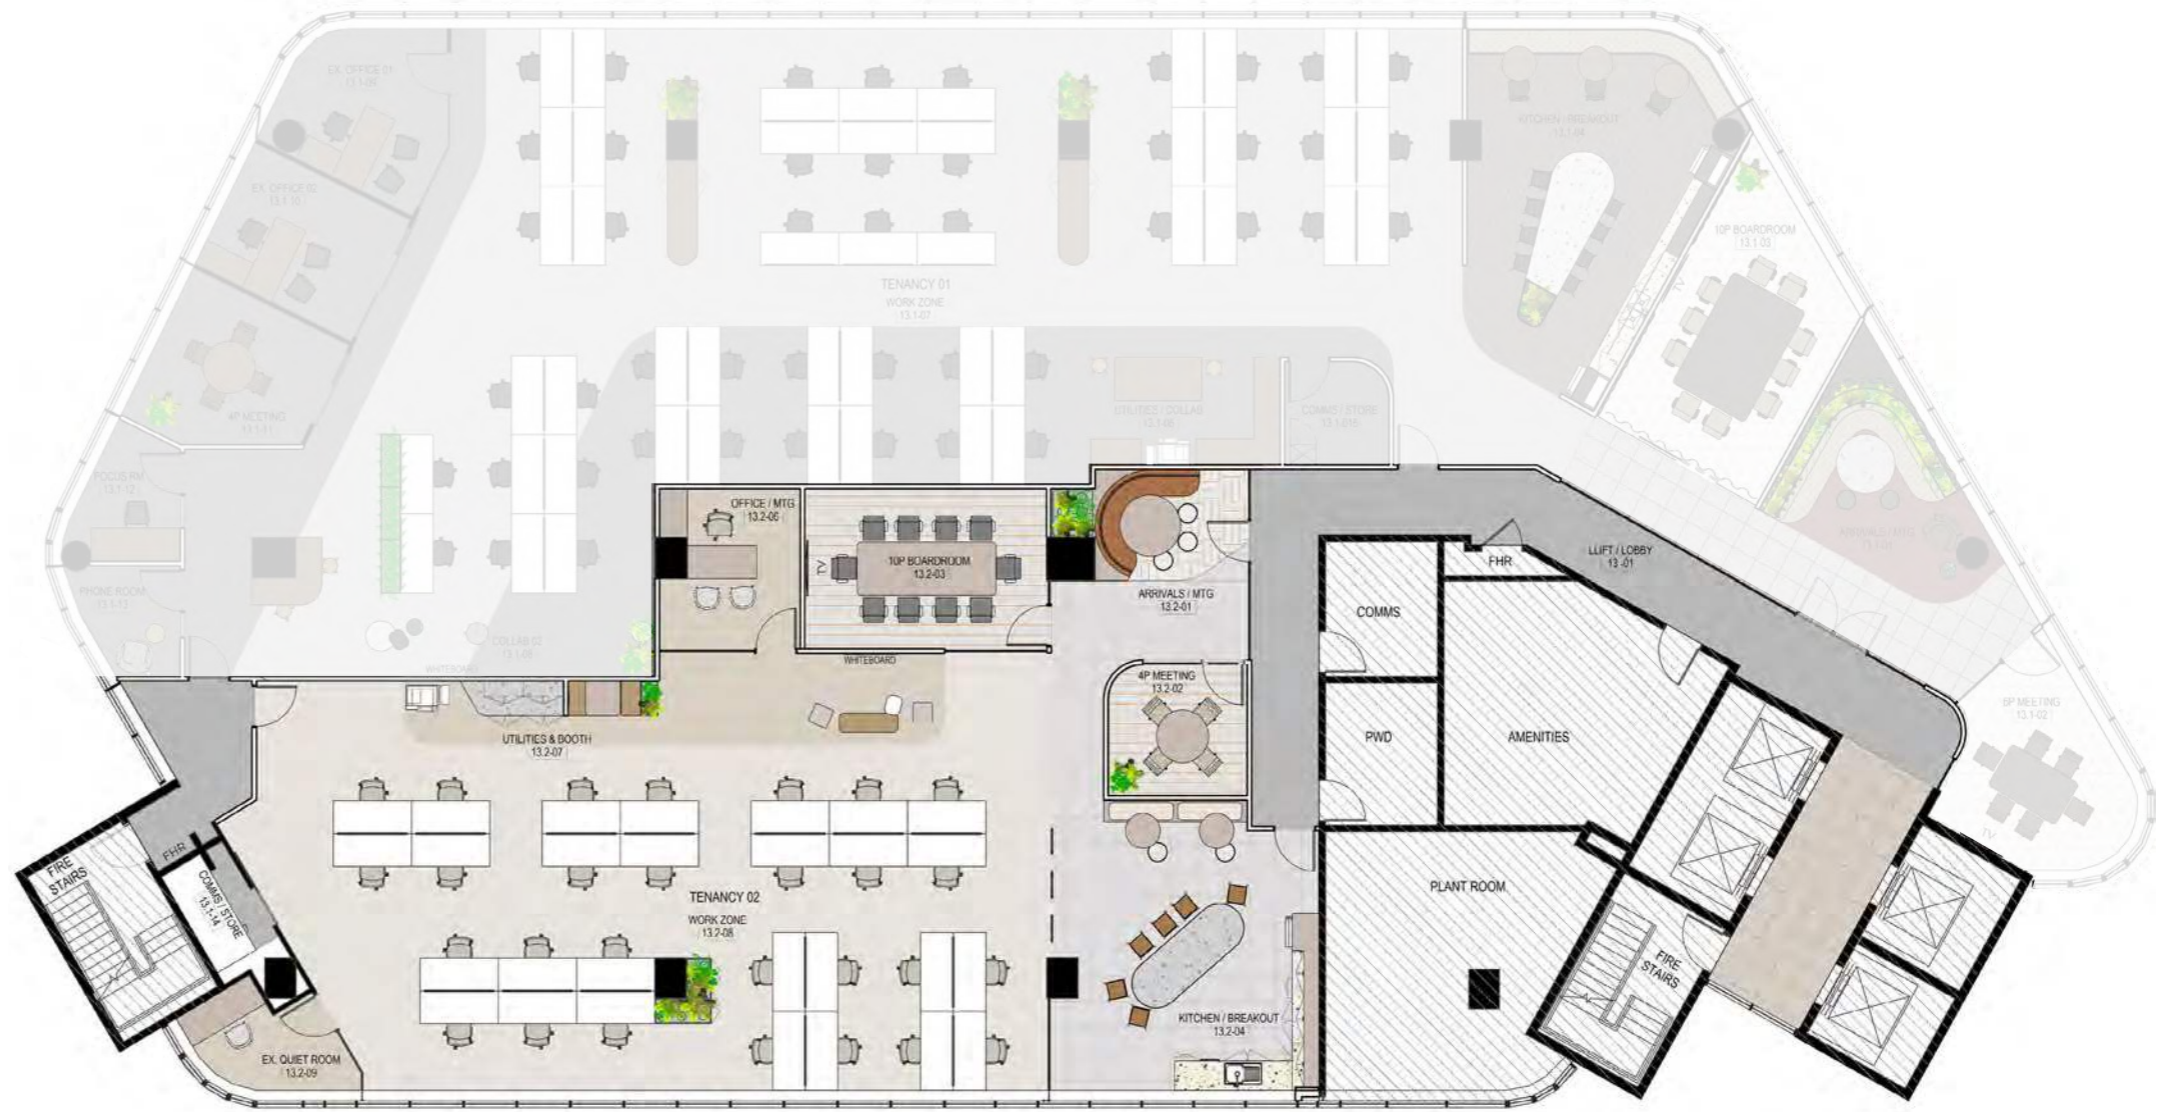 EX. OFFICE 01
13.1-09
EX. OFFICE 02
13.1-10
4P MEETING
13.1-11
FOCUS RM
13.1-12
PHONE ROOM
13.1-13
TENANCY 01
WORK ZONE
13.1-07
KITCHEN / BREAKOUT
13.1-04
10P BOARDROOM
13.1-03
TV
UTILITIES / COLLAB
COMMS / STORE
ARRIVALS / MTG
6P MEETING
13.1-02
TV
COLLAB 02
WHITEBOARD
OFFICE / MTG
13.2-06
TV
10P BOARDROOM
13.2-03
ARRIVALS / MTG
13.2-01
LLIFT / LOBBY
13 -01
FHR
COMMS
WHITEBOARD
4P MEETING
13.2-02
PWD
AMENITIES
UTILITIES & BOOTH
13.2-07
FIRE
STAIRS
FHR
COMMS / STORE
13.1-14
TENANCY 02
WORK ZONE
13.2-08
PLANT ROOM
FIRE
STAIRS
KITCHEN / BREAKOUT
13.2-04
EX. QUIET ROOM
13.2-09